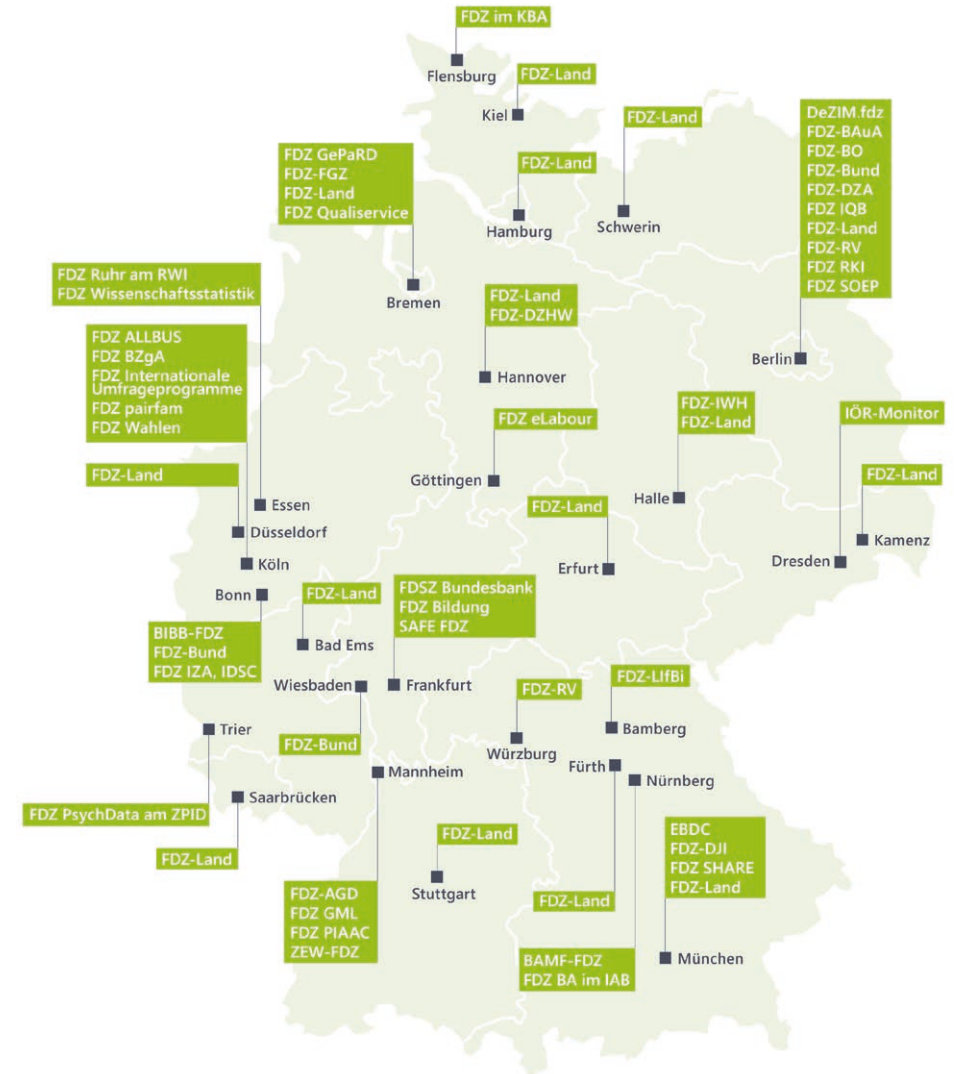 FDZ im KBA
Flensburg
FDZ-Land
Kiel
FDZ-Land
Schwerin
FDZ-Land
Hamburg
DeZIM.fdz
FDZ-BAuA
FDZ-BO
FDZ-Bund
FDZ-DZA
FDZ IQB
FDZ-Land
FDZ-RV
FDZ RKI
FDZ SOEP
Berlin
FDZ GePaRD
FDZ-FGZ
FDZ-Land
FDZ Qualiservice
Bremen
FDZ Ruhr am RWI
FDZ Wissenschaftsstatistik
Essen
FDZ-Land
FDZ-DZHW
Hannover
FDZ ALLBUS
FDZ BZgA
FDZ Internationale
Umfrageprogramme
FDZ pairfam
FDZ Wahlen
Köln
FDZ eLabour
Göttingen
FDZ-IWH
FDZ-Land
Halle
IÖR-Monitor
Dresden
FDZ-Land
Kamenz
FDZ-Land
Düsseldorf
FDZ-Land
Erfurt
Bonn
BIBB-FDZ
FDZ-Bund
FDZ IZA, IDSC
FDZ-Land
Bad Ems
FDSZ Bundesbank
FDZ Bildung
SAFE FDZ
Frankfurt
Wiesbaden
FDZ-Bund
FDZ-RV
Würzburg
FDZ-LIfBi
Bamberg
Trier
FDZ PsychData am ZPID
Saarbrücken
FDZ-Land
Mannheim
FDZ-AGD
FDZ GML
FDZ PIAAC
ZEW-FDZ
FDZ-Land
Stuttgart
Fürth
FDZ-Land
Nürnberg
BAMF-FDZ
FDZ BA im IAB
EBDC
FDZ-DJI
FDZ SHARE
FDZ-Land
München